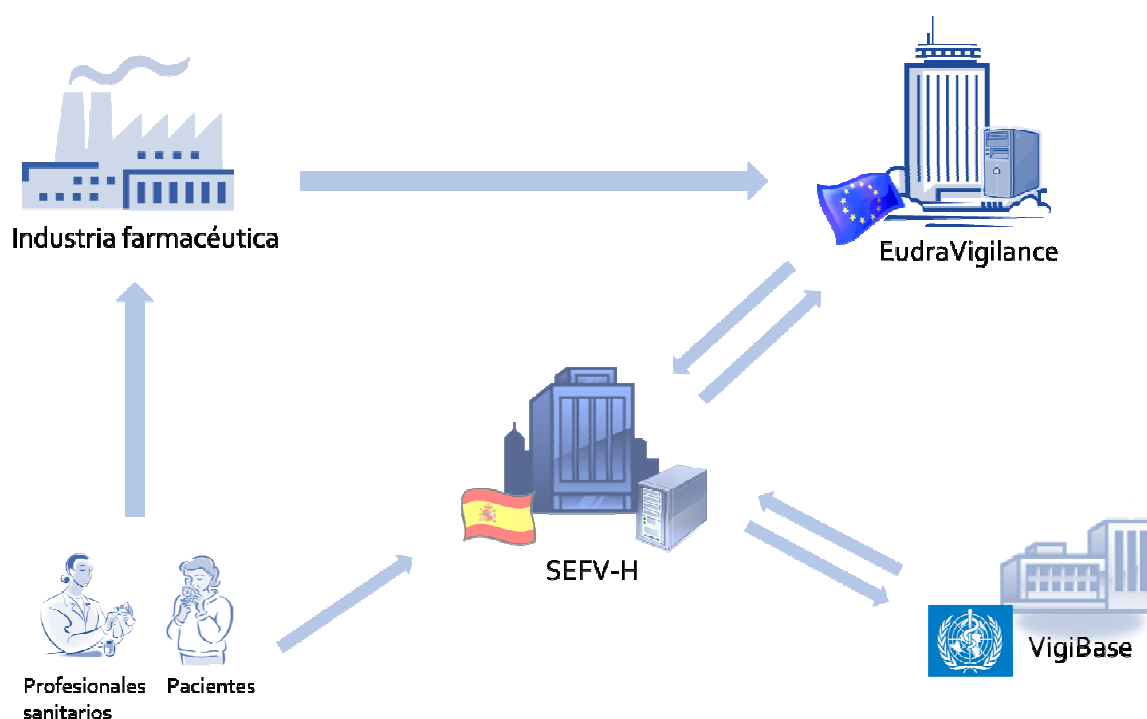 Industria farmacéutica
EudraVigilance
SEFV-H
VigiBase
Profesionales
sanitarios
Pacientes